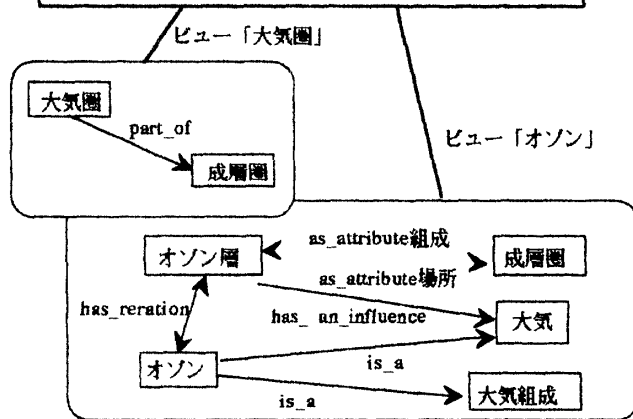 ビュー「大気圏」
大気圏
part_of
成層圏
ビュー「オゾン」
as_attribute組成
オゾン層
成層圏
as_attribute場所
has_reration
has_ an_influence
大気
is_a
オゾン
is_a
大気組成